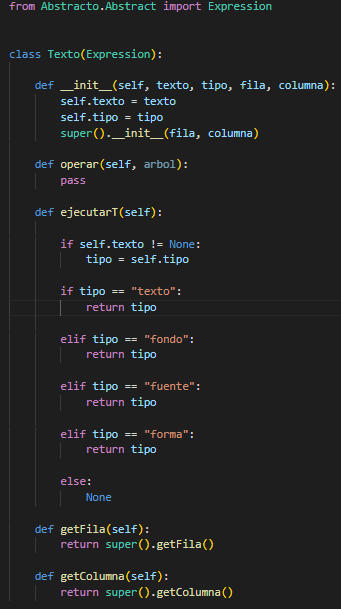 from Abstracto.Abstract import Expression
class Texto(Expression):
def __init__(self, texto, tipo, fila, columna):
self.texto = texto
self.tipo = tipo
super().__init__(fila, columna)
def operar(self, arbol):
pass
def ejecutarT(self):
if self.texto != None:
tipo = self.tipo
if tipo == "texto":
return tipo
elif tipo == "fondo":
return tipo
elif tipo == "fuente":
return tipo
elif tipo == "forma":
return tipo
else:
None
def getFila(self):
return super().getFila()
def getColumna(self):
return super().getColumna()